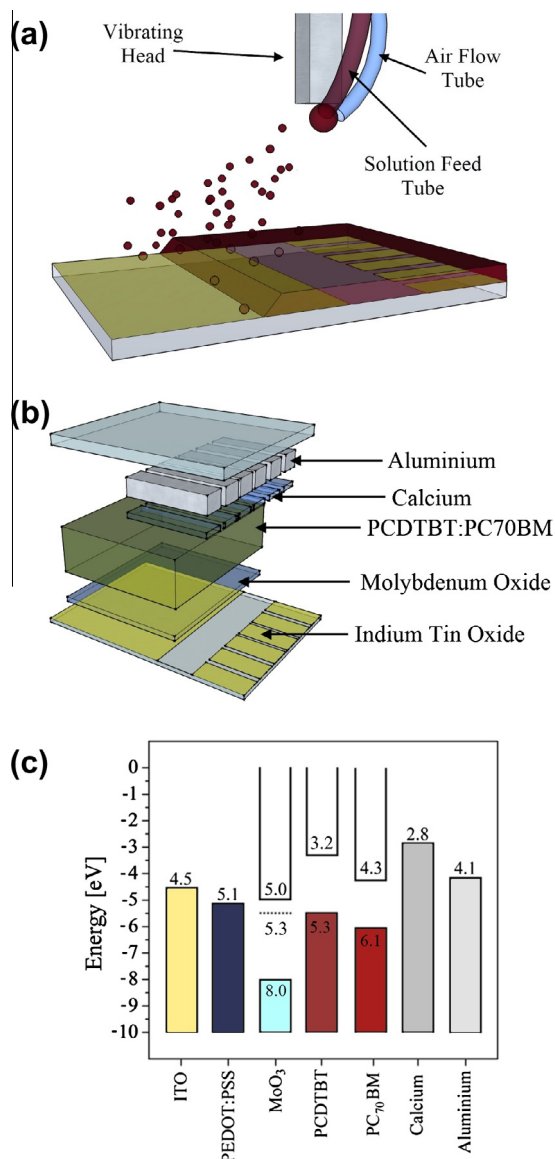 (a)
Vibrating
Head
Air Flow
Tube
Solution Feed
Tube
(b)
Aluminium
Calcium
PCDTBT:PC70BM
Molybdenum Oxide
Indium Tin Oxide
(c)
Energy [eV]
0
-1
-2
-3
-4
-5
-6
-7
-8
-9
-10
4.5
5.1
5.0
5.3
8.0
3.2
5.3
4.3
6.1
2.8
4.1
ITO
PEDOT:PSS
MoO₃
PCDTBT
PC₇₀BM
Calcium
Aluminium